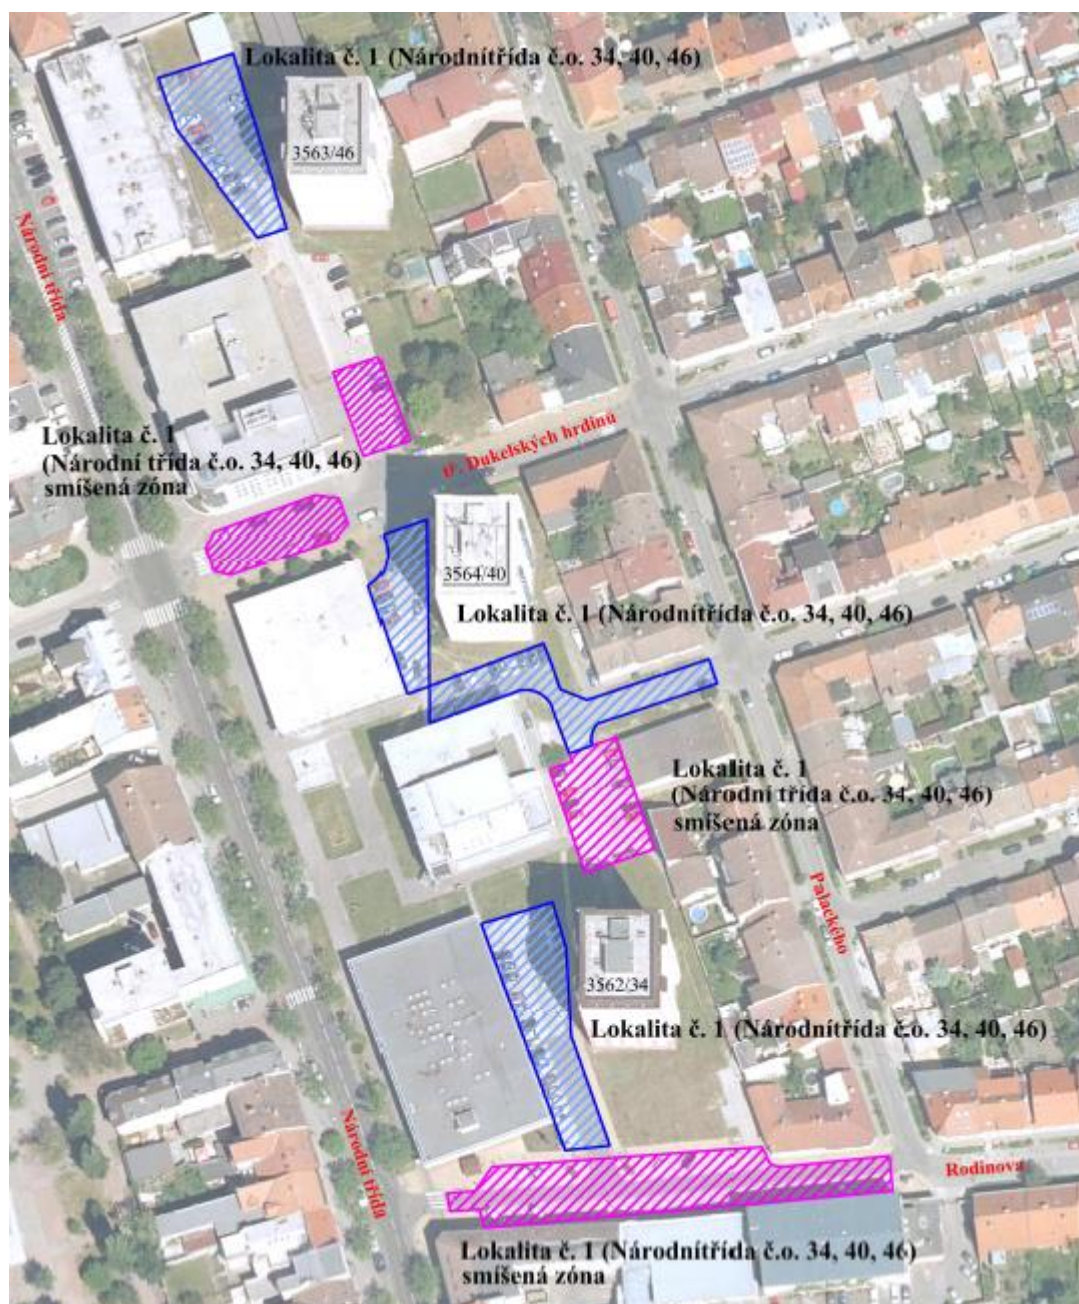 Lokalita č. 1 (Národnítřída č.o. 34, 40, 46)
3563/46
Národní třída
Lokalita č. 1
(Národní třída č.o. 34, 40, 46)
smíšená zóna
tř. Dukelských hrdinů
3564/40
Lokalita č. 1 (Národnítřída č.o. 34, 40, 46)
Lokalita č. 1
(Národní třída č.o. 34, 40, 46)
smíšená zóna
Palackého
3562/34
Lokalita č. 1 (Národnítřída č.o. 34, 40, 46)
Národní třída
Rodinova
Lokalita č. 1 (Národnítřída č.o. 34, 40, 46)
smíšená zóna